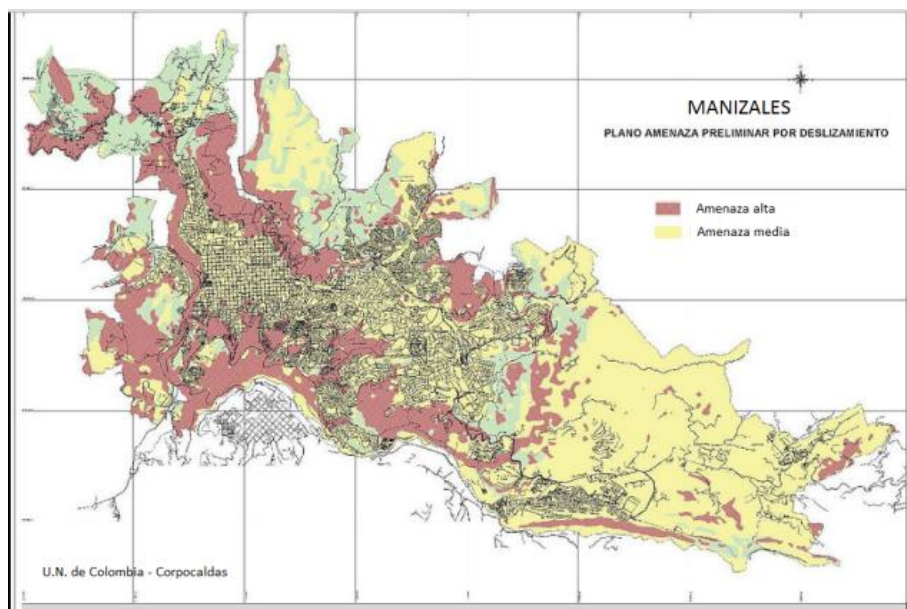 MANIZALES
PLANO AMENAZA PRELIMINAR POR DESLIZAMIENTO
Amenaza alta
Amenaza media
U.N. de Colombia - Corpocaldas